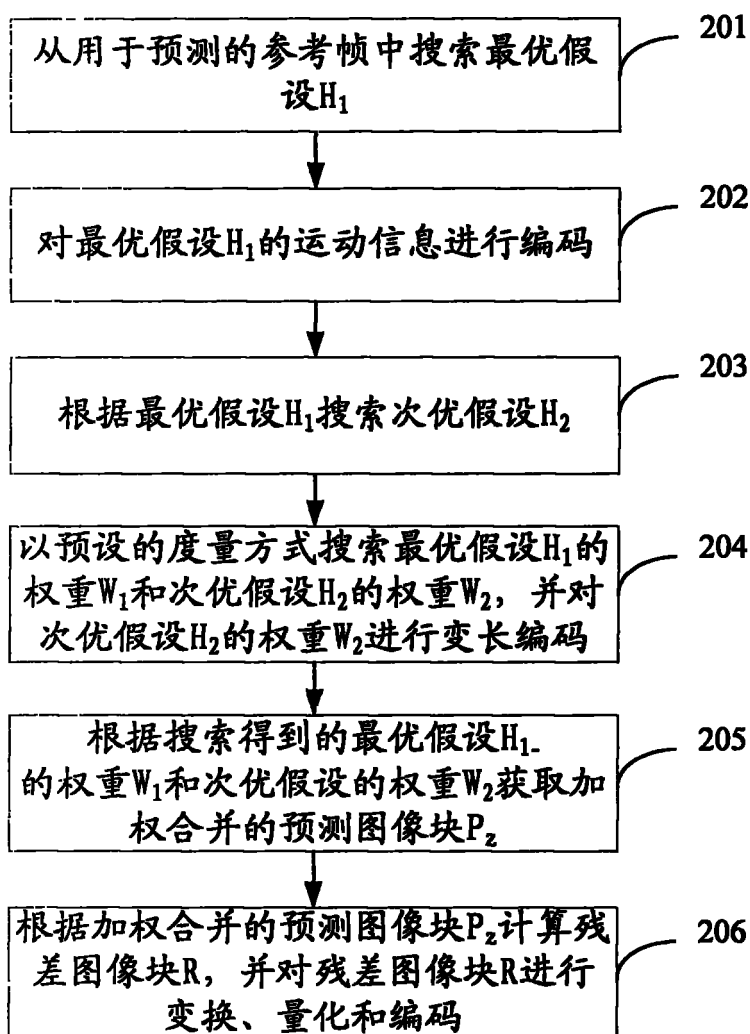 从用于预测的参考帧中搜索最优假
设H₁
201
对最优假设H₁的运动信息进行编码
202
根据最优假设H₁搜索次优假设H₂
203
以预设的度量方式搜索最优假设H₁的
权重W₁和次优假设H₂的权重W₂，并对
次优假设H₂的权重W₂进行变长编码
204
根据搜索得到的最优假设H₁
的权重W₁和次优假设的权重W₂获取加
权合并的预测图像块P_z
205
根据加权合并的预测图像块P_z计算残
差图像块R，并对残差图像块R进行
变换、量化和编码
206